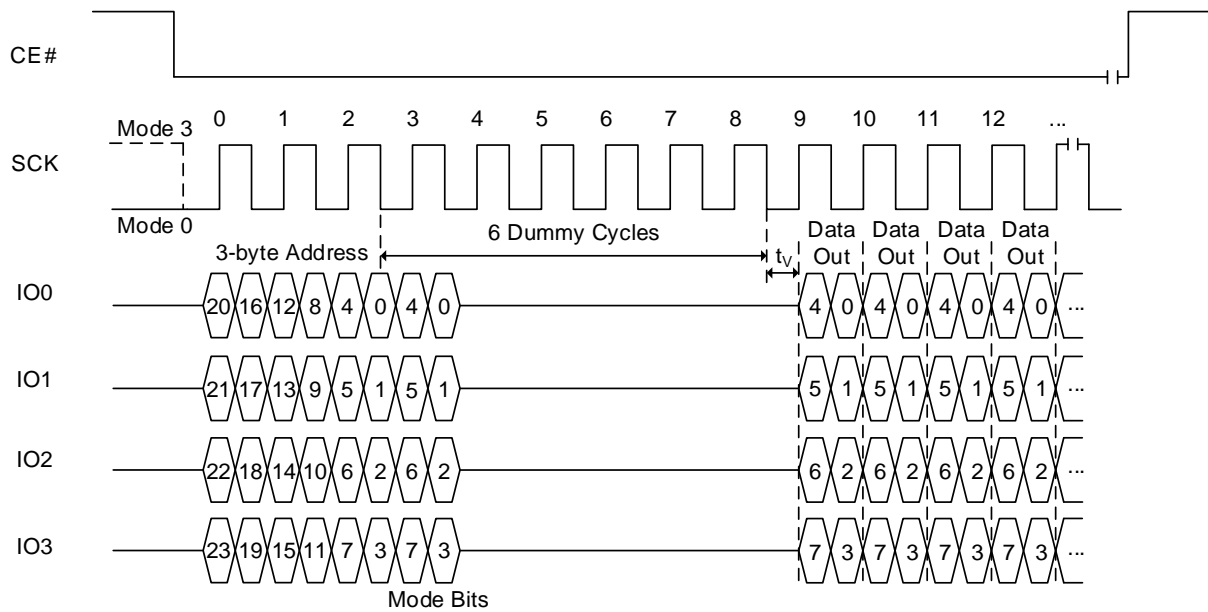 CE#
0 1 2 3 4 5 6 7 8 9 10 11 12 ...
Mode 3
SCK
Mode 0
6 Dummy Cycles
Data Data Data Data
3-byte Address
tV
Out Out Out Out
IO0
20 16 12 8 4 0 4 0 4 0 4 0 4 0 4 0 ...
IO1
21 17 13 9 5 1 5 1 5 1 5 1 5 1 5 1 ...
IO2
22 18 14 10 6 2 6 2 6 2 6 2 6 2 6 2 ...
IO3
23 19 15 11 7 3 7 3 7 3 7 3 7 3 7 3 ...
Mode Bits